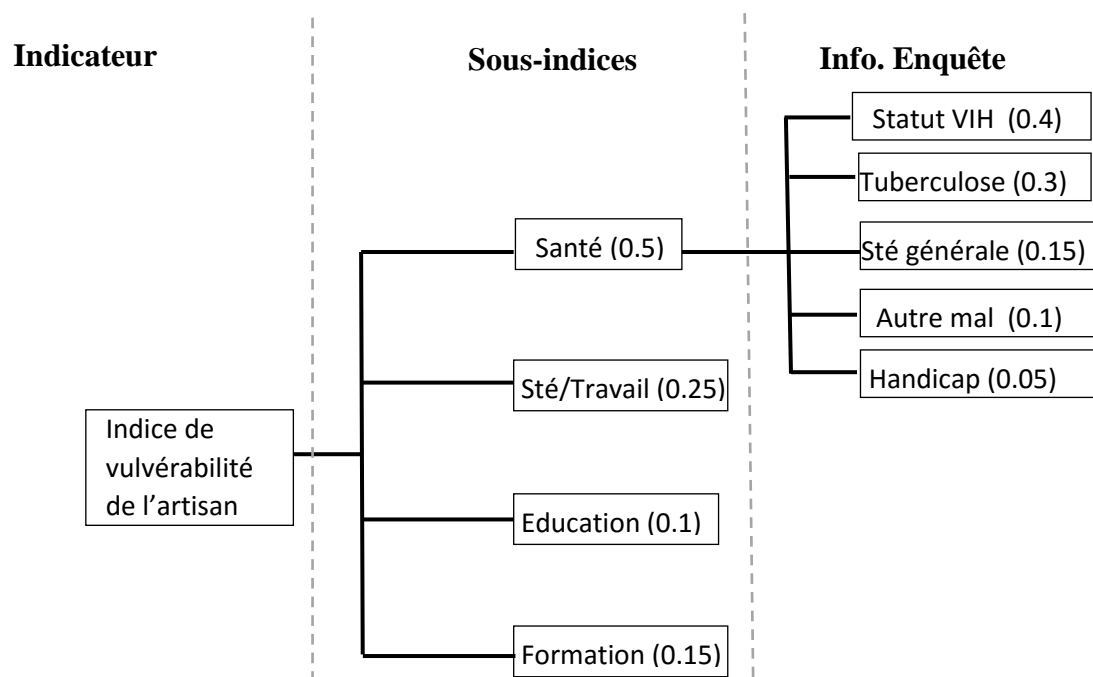 Indicateur
Sous-indices
Info. Enquête
Statut VIH (0.4)
Tuberculose (0.3)
Santé (0.5)
Sté générale (0.15)
Autre mal (0.1)
Handicap (0.05)
Sté/Travail (0.25)
Indice de
vulvérabilité
de l'artisan
Education (0.1)
Formation (0.15)